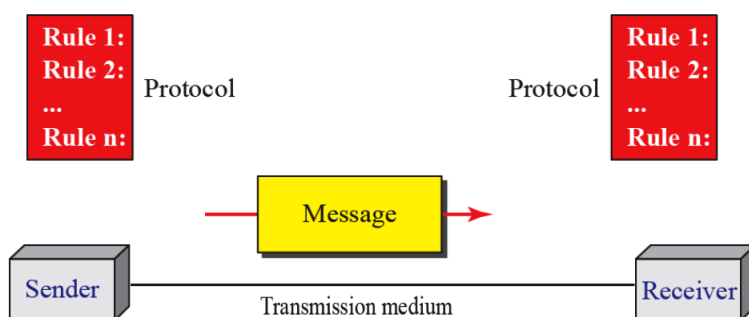 Rule 1:
Rule 2:
...
Rule n:
Protocol
Protocol
Rule 1:
Rule 2:
...
Rule n:
Message
Sender
Transmission medium
Receiver